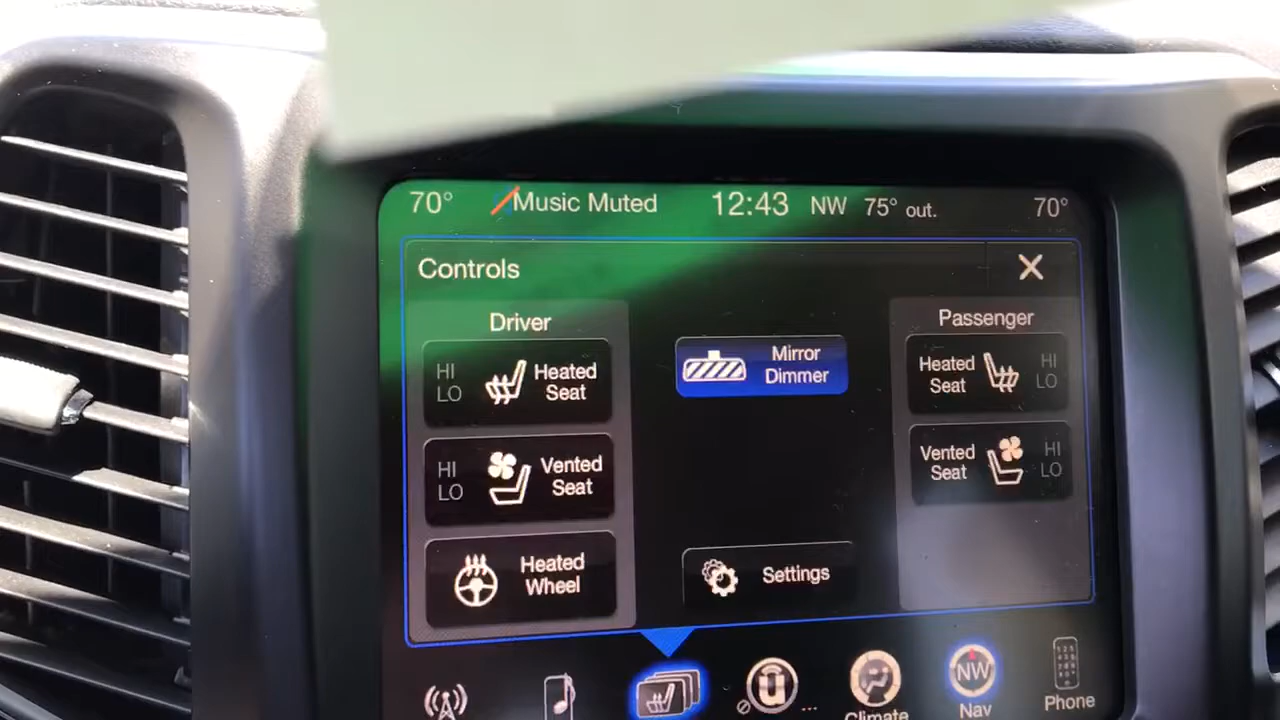 70° Music Muted 12:43 NW 75° out. 70°
Controls
Driver
HI
LO
Heated
Seat
HI
LO
Vented
Seat
Heated
Wheel
Mirror
Dimmer
Settings
Passenger
Heated
Seat
HI
LO
Vented
Seat
HI
LO
NW
Climate
Nav
Phone